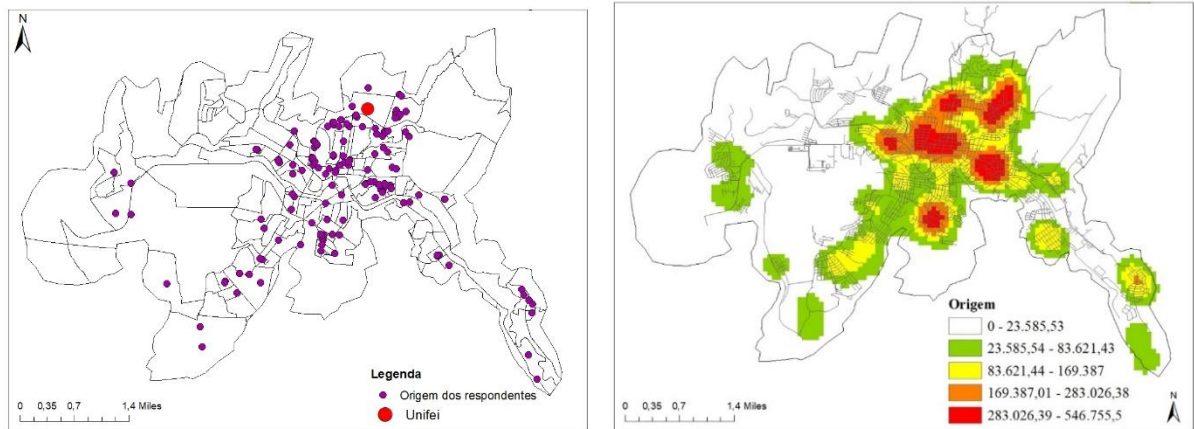 N
Legenda
Origem dos respondentes
Unifei
0 0,35 0,7 1,4 Miles
Origem
0 - 23.585,53
23.585,54 - 83.621,43
83.621,44 - 169.387
169.387,01 - 283.026,38
283.026,39 - 546.755,5
0 0,35 0,7 1,4 Miles
N